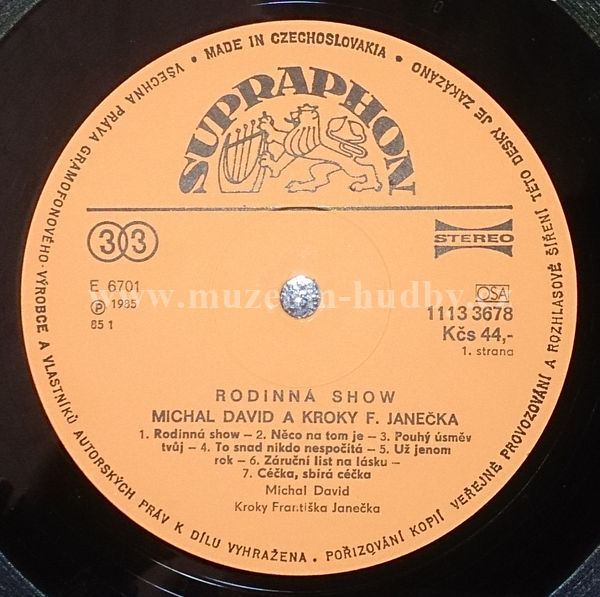 VŠECHNA PRÁVA GRAMOFONOVÉHO VÝROBCE A VLASTNÍKŮ AUTORSKÝCH PRÁV K DÍLU VYHRAŽENA • POŘIZOVÁNÍ KOPIÍ VEŘEJNÉ PROVOZOVÁNÍ A ROZHLASOVÉ ŠÍŘENÍ TÉTO DESKY JE ZAKÁZÁNO
• MADE IN CZECHOSLOVAKIA •
SUPRAPHON
33
STEREO
E 6701
Ⓟ 1985
85 1
OSA
1113 3678
Kčs 44,-
1. strana
www.muzeum-hudby.cz
RODINNÁ SHOW
MICHAL DAVID A KROKY F. JANEČKA
1. Rodinná show – 2. Něco na tom je – 3. Pouhý úsměv
tvůj – 4. To snad nikdo nespočítá – 5. Už jenom
rok – 6. Záruční list na lásku –
7. Céčka, sbírá céčka
Michal David
Kroky Františka Janečka